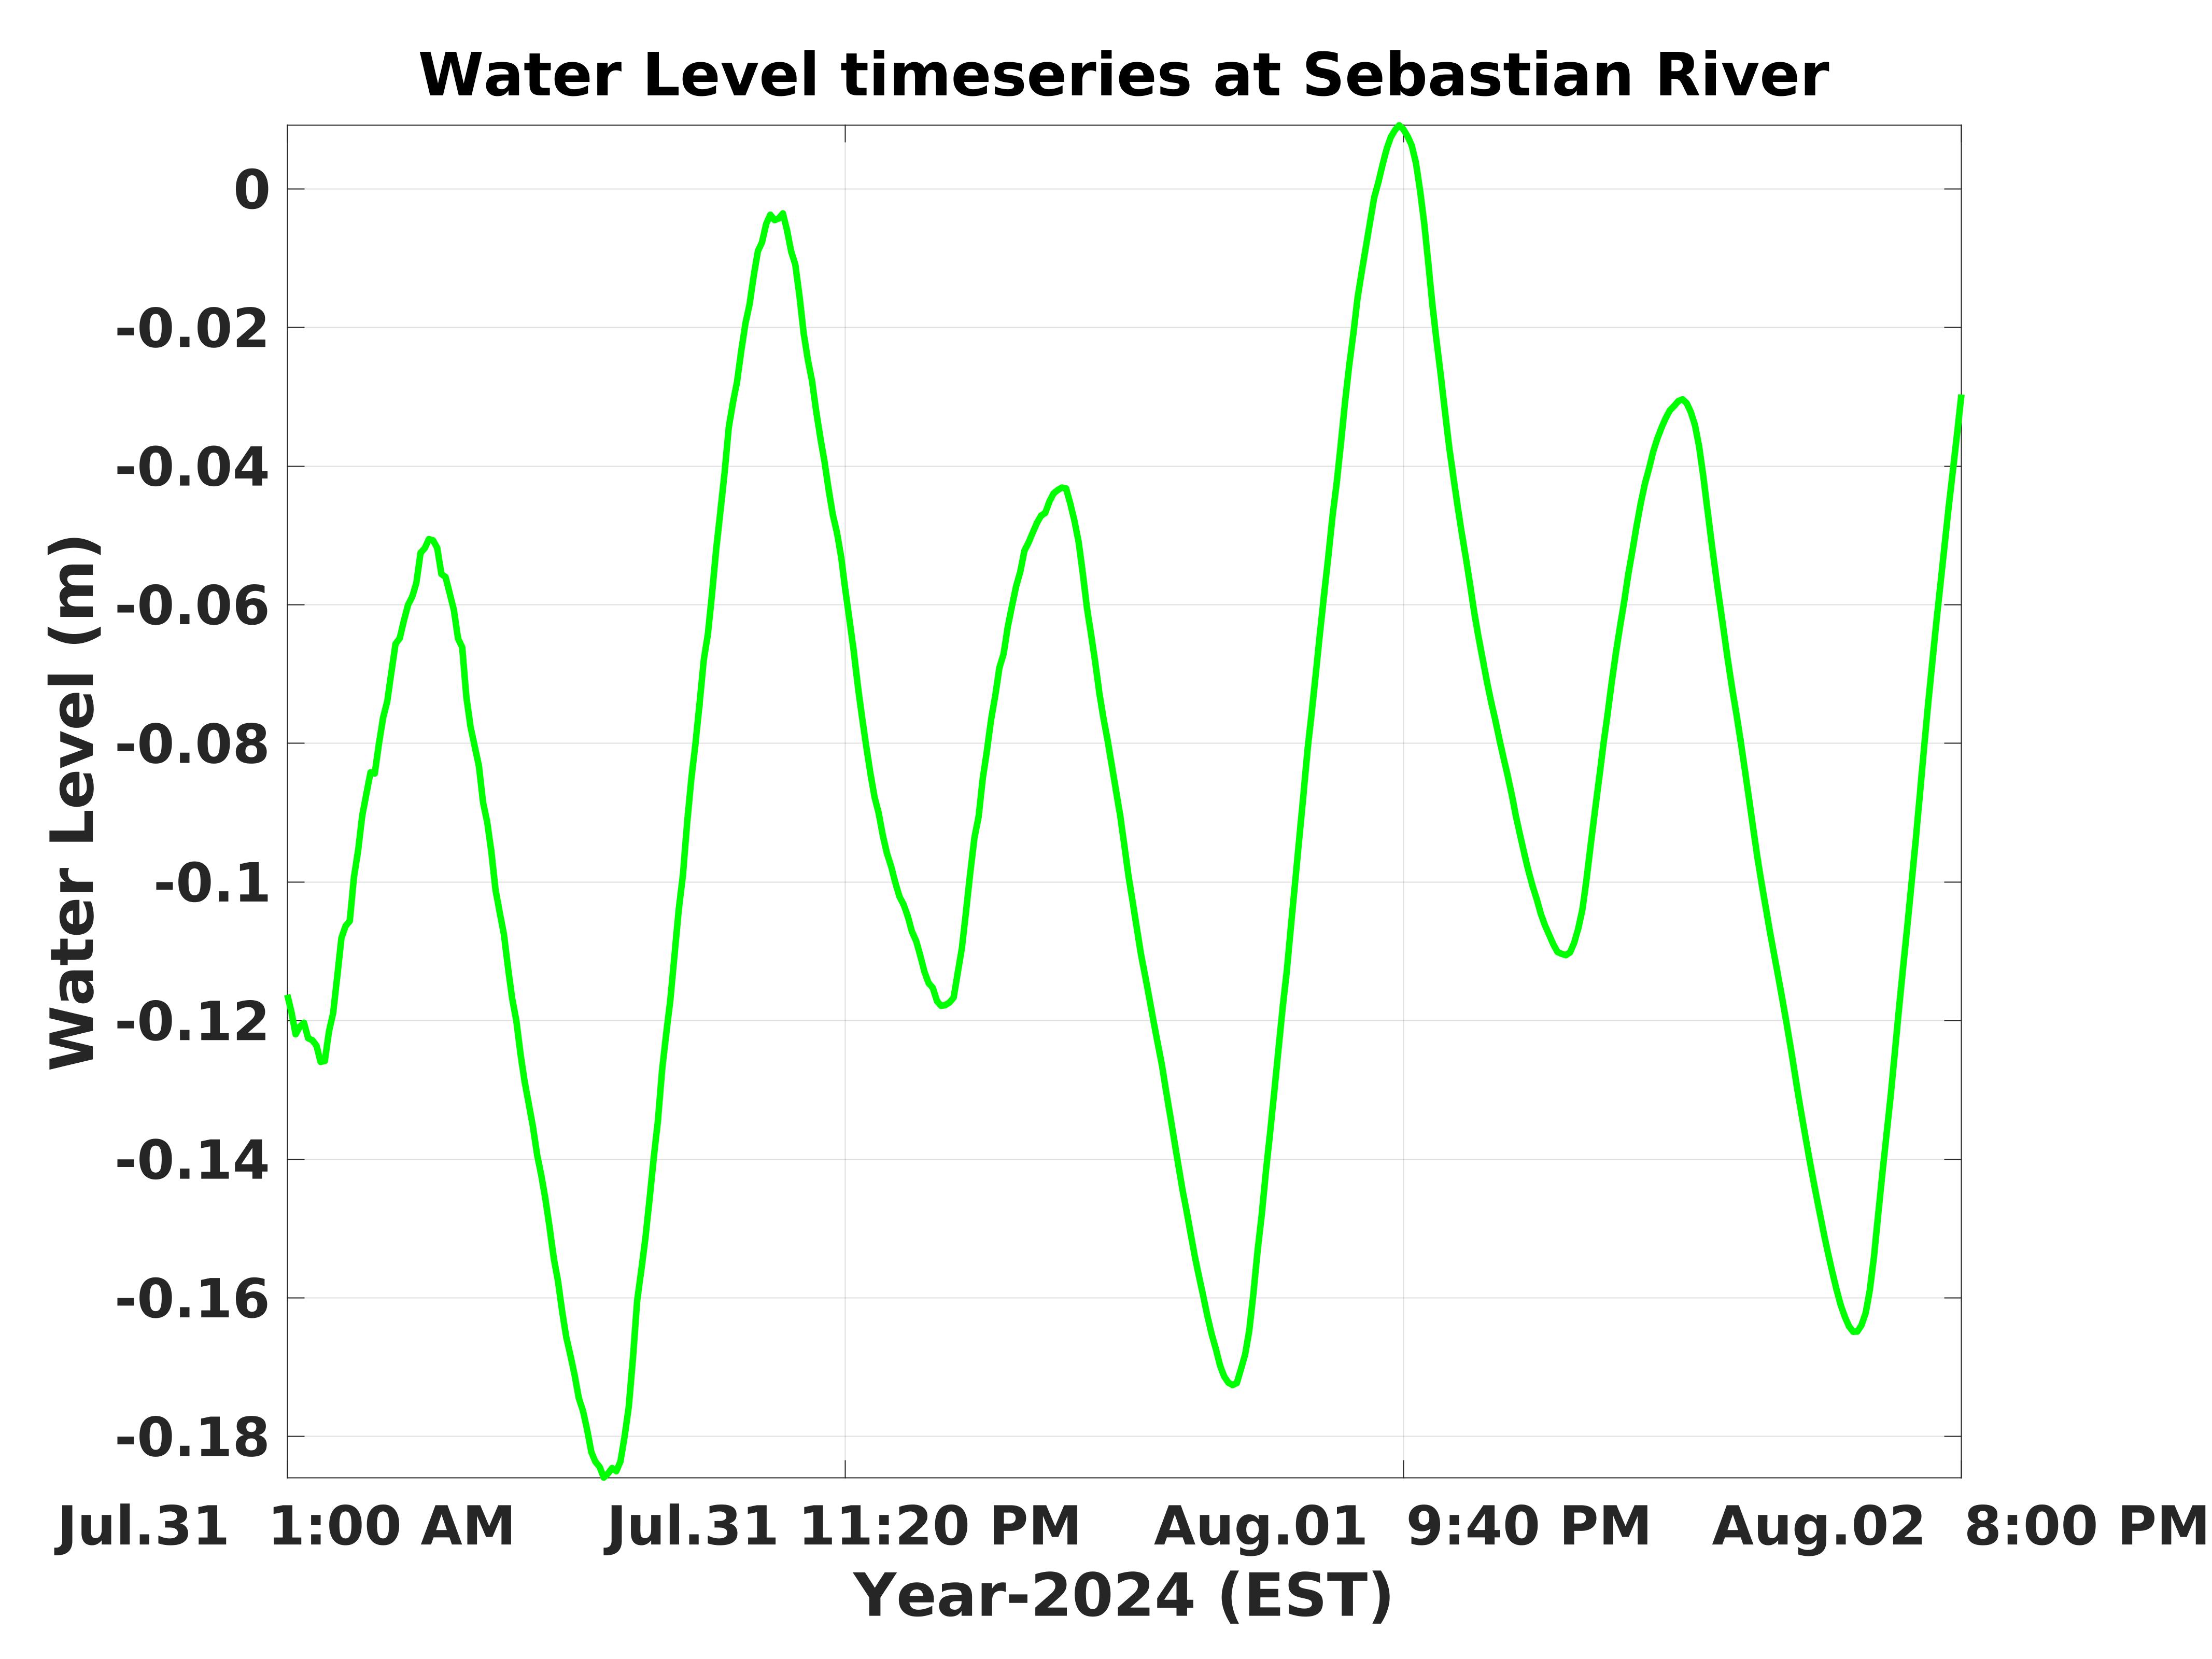 Water Level timeseries at Sebastian River
Water Level (m)
0
-0.02
-0.04
-0.06
-0.08
-0.1
-0.12
-0.14
-0.16
-0.18
Jul.31 1:00 AM
Jul.31 11:20 PM
Aug.01 9:40 PM
Aug.02 8:00 PM
Year-2024 (EST)